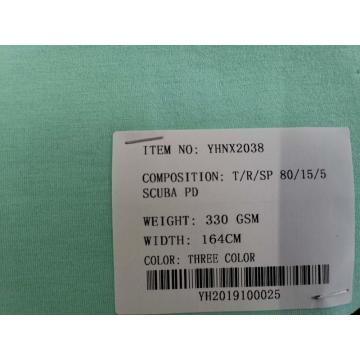 ITEM NO: YHNX2038
COMPOSITION: T/R/SP 80/15/5
SCUBA PD
WEIGHT: 330 GSM
WIDTH: 164CM
COLOR: THREE COLOR
YH2019100025